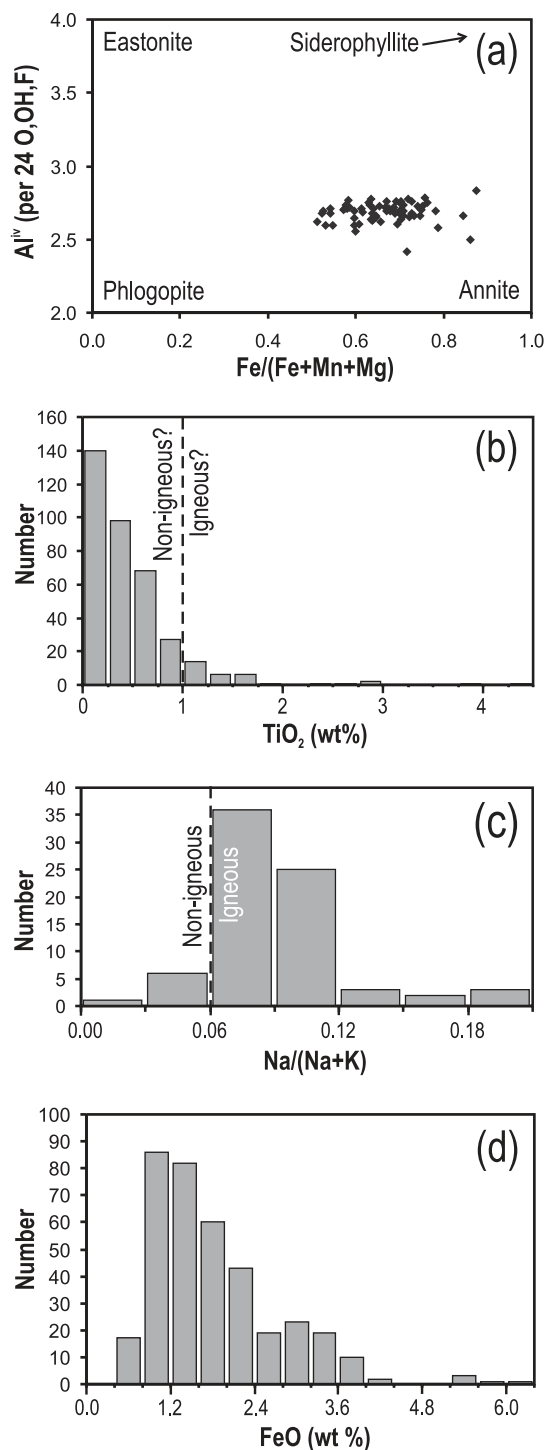 (a)
Eastonite
Siderophyllite
Phlogopite
Annite
4.0
3.5
3.0
2.5
2.0
Al^iv (per 24 O,OH,F)
0.0 0.2 0.4 0.6 0.8 1.0
Fe/(Fe+Mn+Mg)
(b)
160
140
120
100
80
60
40
20
0
Number
Non-igneous?
Igneous?
0 1 2 3 4
TiO₂ (wt%)
(c)
40
35
30
25
20
15
10
5
0
Number
Non-igneous
Igneous
0.00 0.06 0.12 0.18
Na/(Na+K)
(d)
100
90
80
70
60
50
40
30
20
10
0
Number
0.0 1.2 2.4 3.6 4.8 6.0
FeO (wt %)